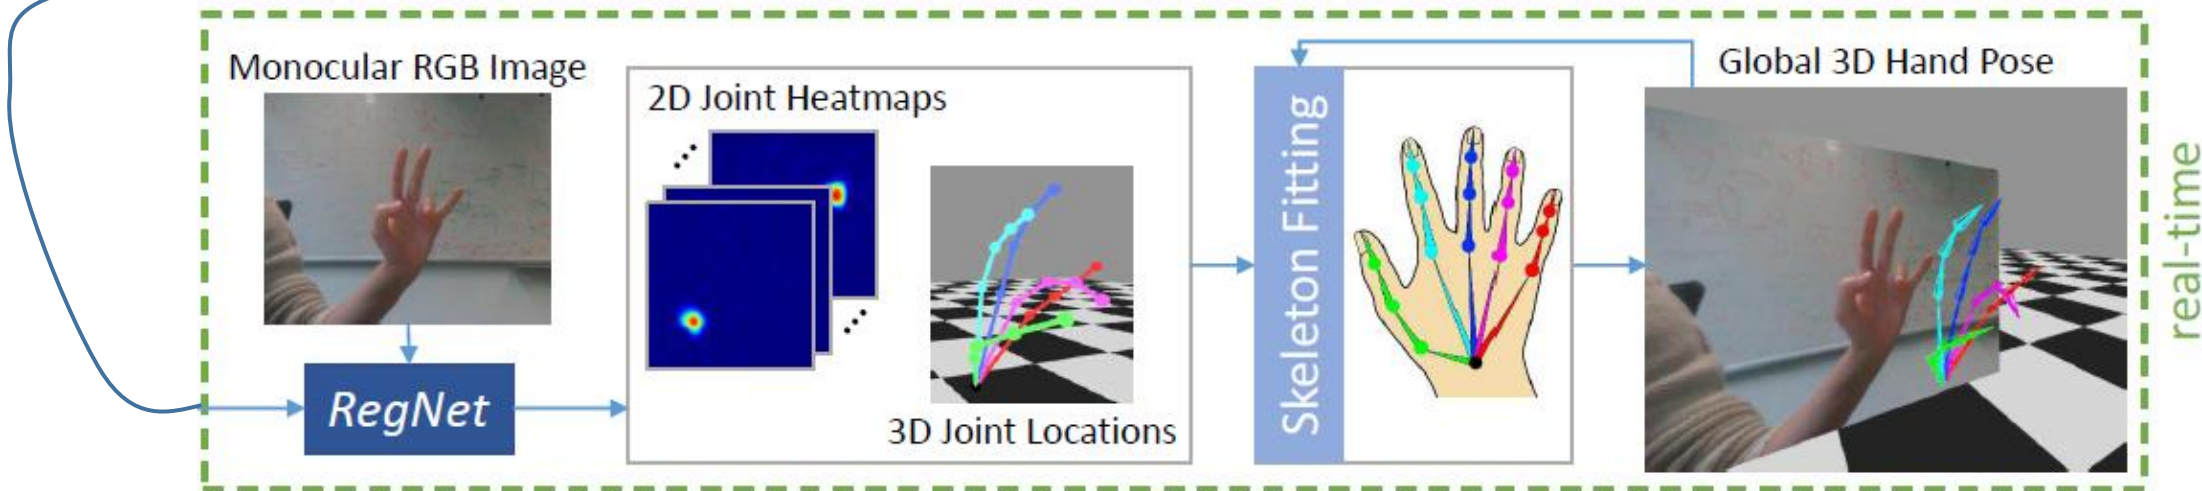 Monocular RGB Image
RegNet
2D Joint Heatmaps
3D Joint Locations
Skeleton Fitting
Global 3D Hand Pose
real-time